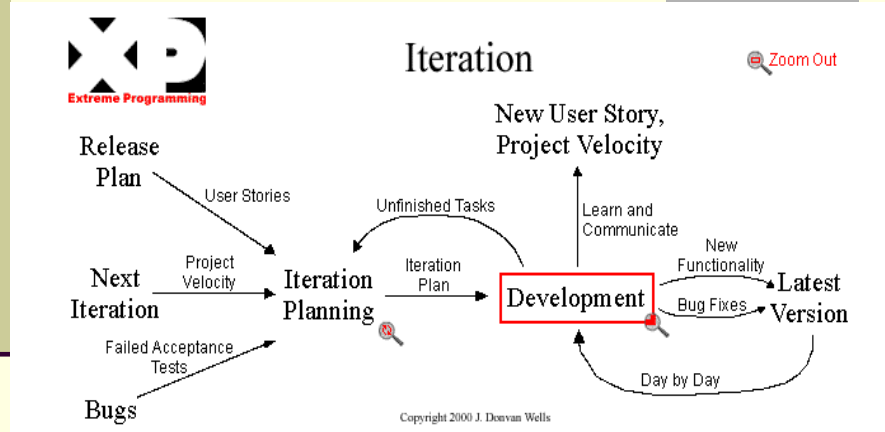 XP
Extreme Programming
Iteration
Zoom Out
New User Story,
Project Velocity
Release
Plan
User Stories
Unfinished Tasks
Learn and
Communicate
New
Functionality
Project
Velocity
Next
Iteration
Iteration
Planning
Iteration
Plan
Development
Bug Fixes
Latest
Version
Failed Acceptance
Tests
Day by Day
Bugs
Copyright 2000 J. Donvan Wells